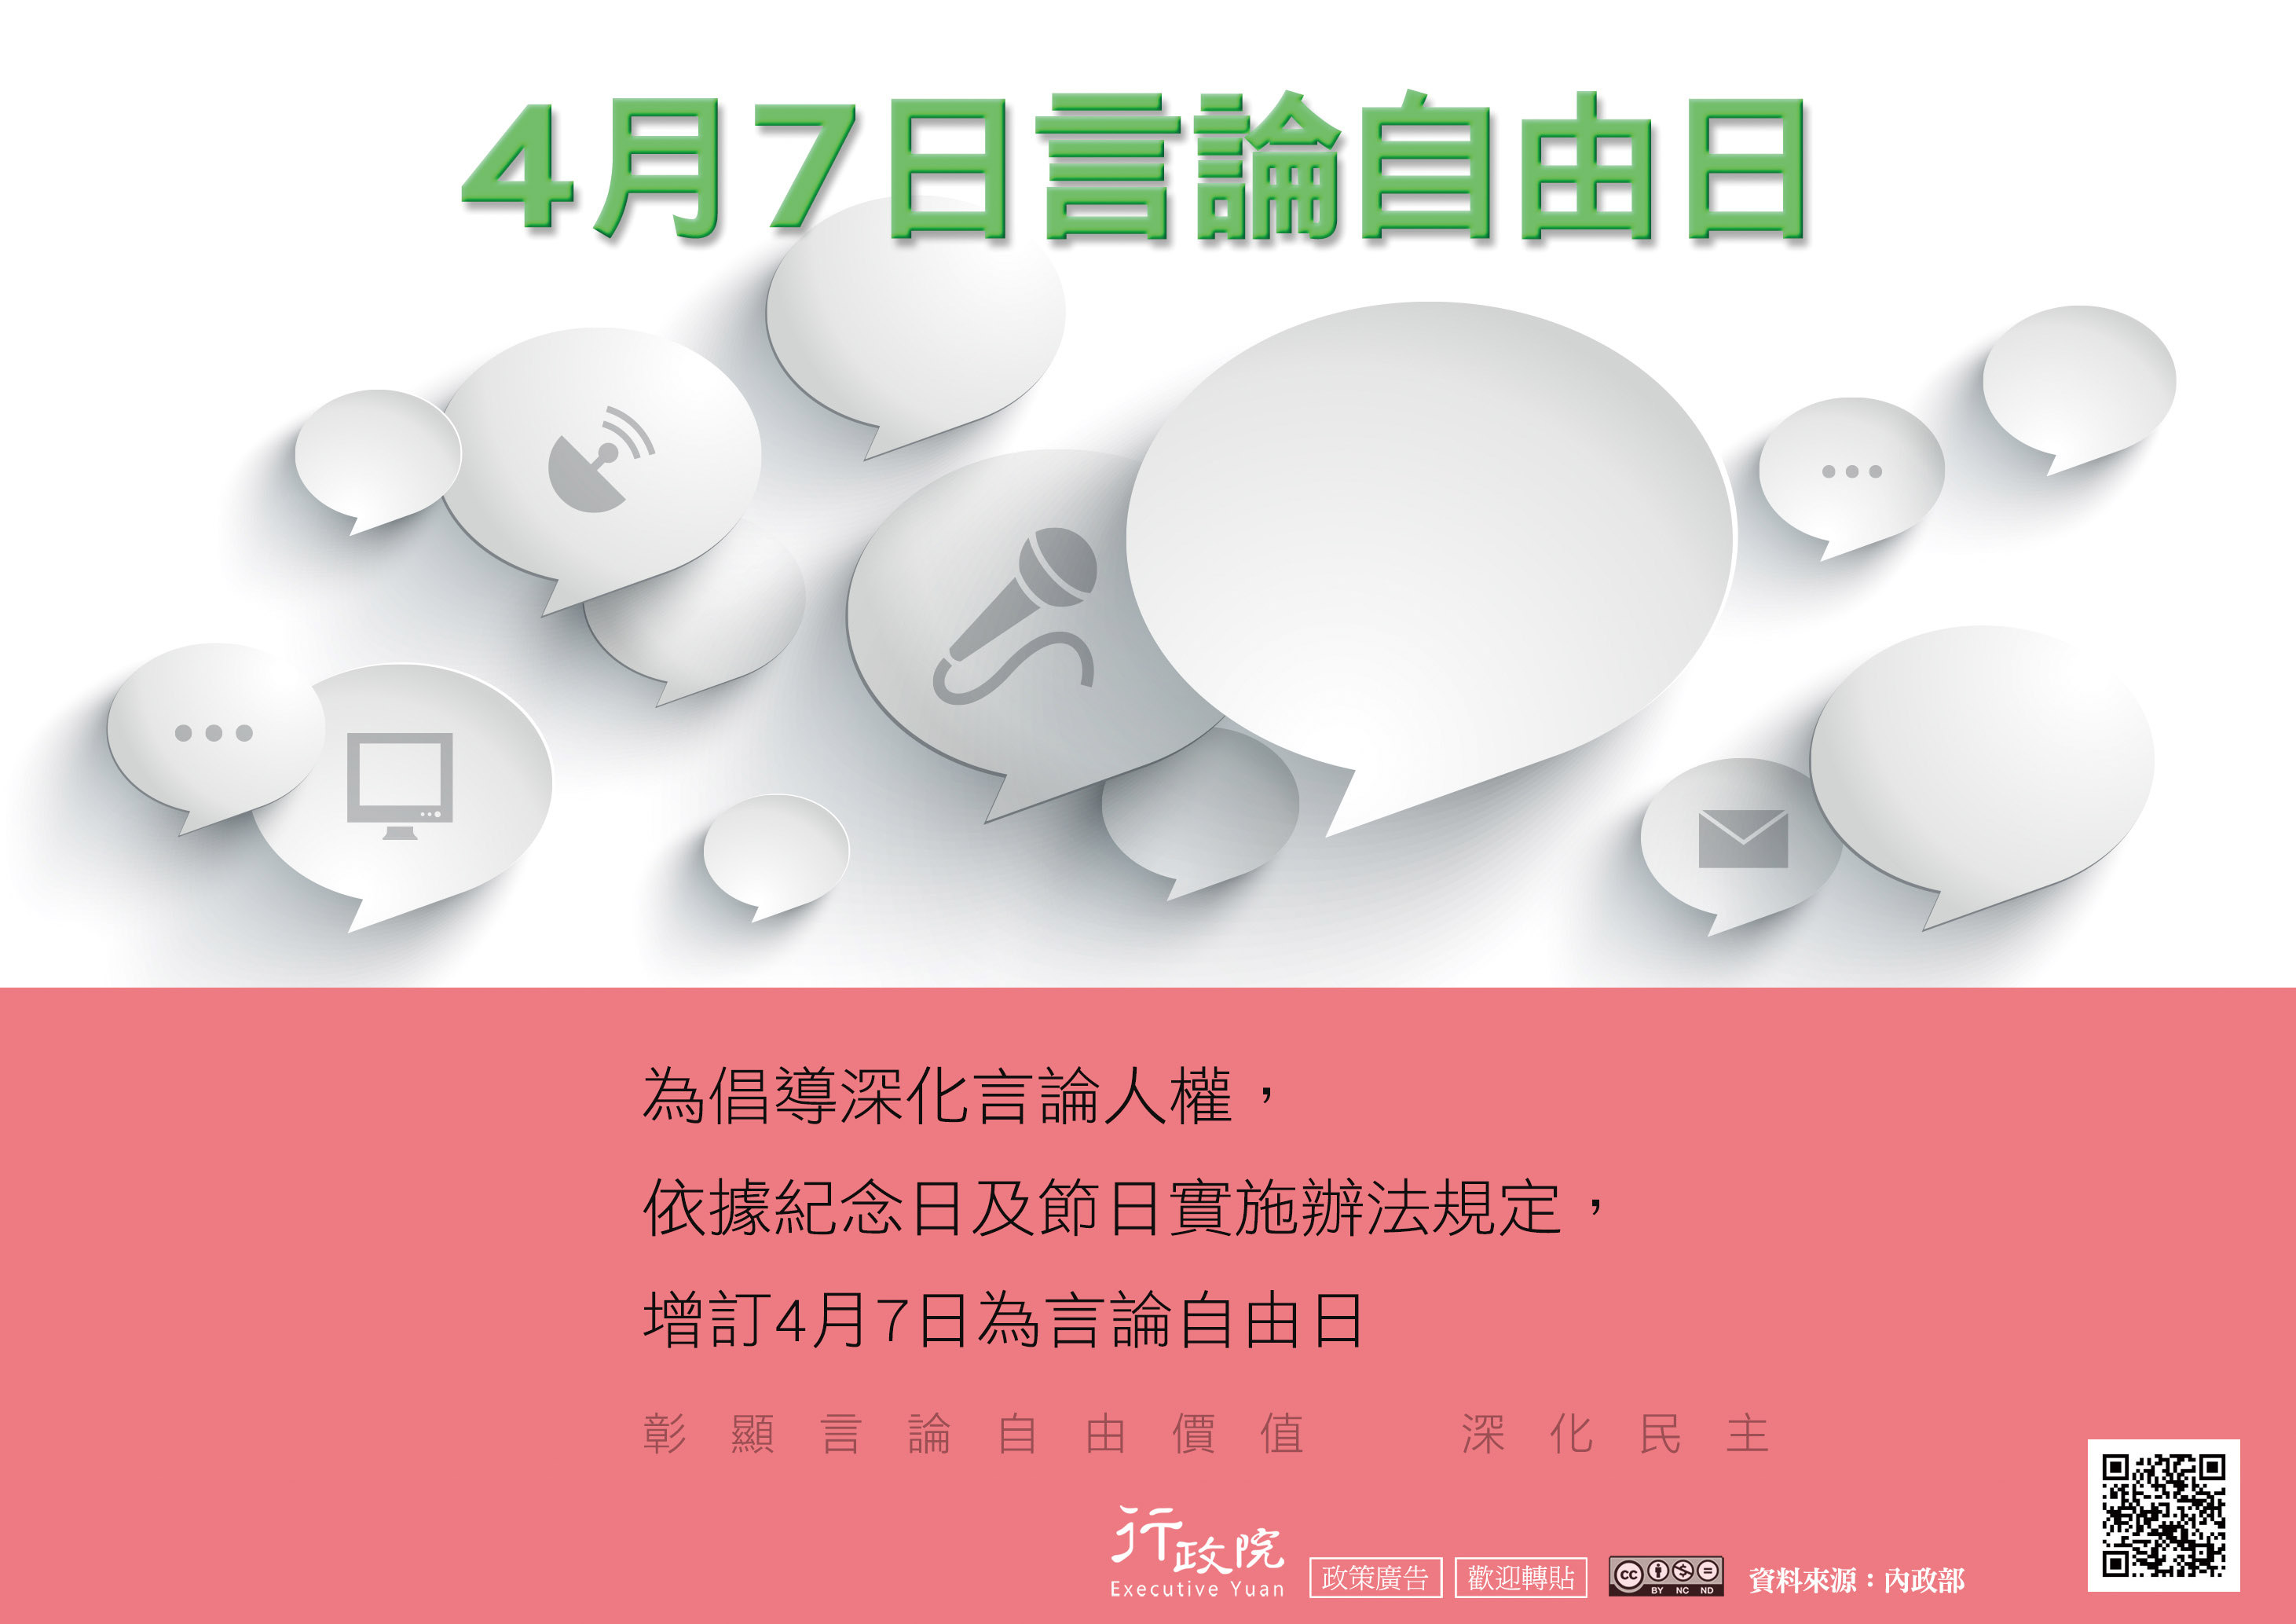 4月7日言論自由日
為倡導深化言論人權，
依據紀念日及節日實施辦法規定，
增訂4月7日為言論自由日
彰顯言論自由價值 深化民主
行政院
Executive Yuan
政策廣告
歡迎轉貼
cc
BY NC ND
資料來源：內政部